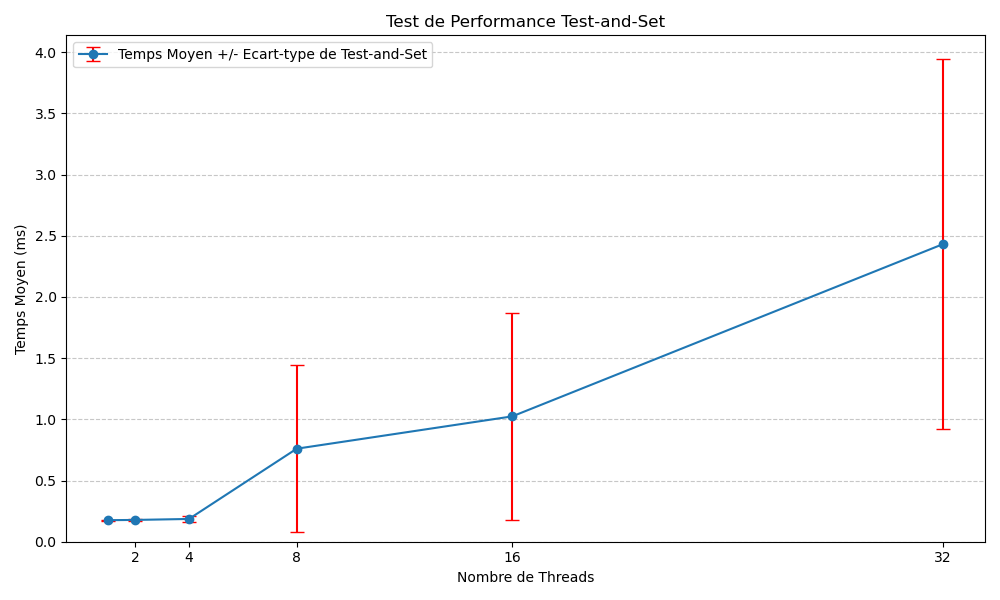 Test de Performance Test-and-Set
Temps Moyen +/- Ecart-type de Test-and-Set
Temps Moyen (ms)
4.0
3.5
3.0
2.5
2.0
1.5
1.0
0.5
0.0
2 4 8 16 32
Nombre de Threads